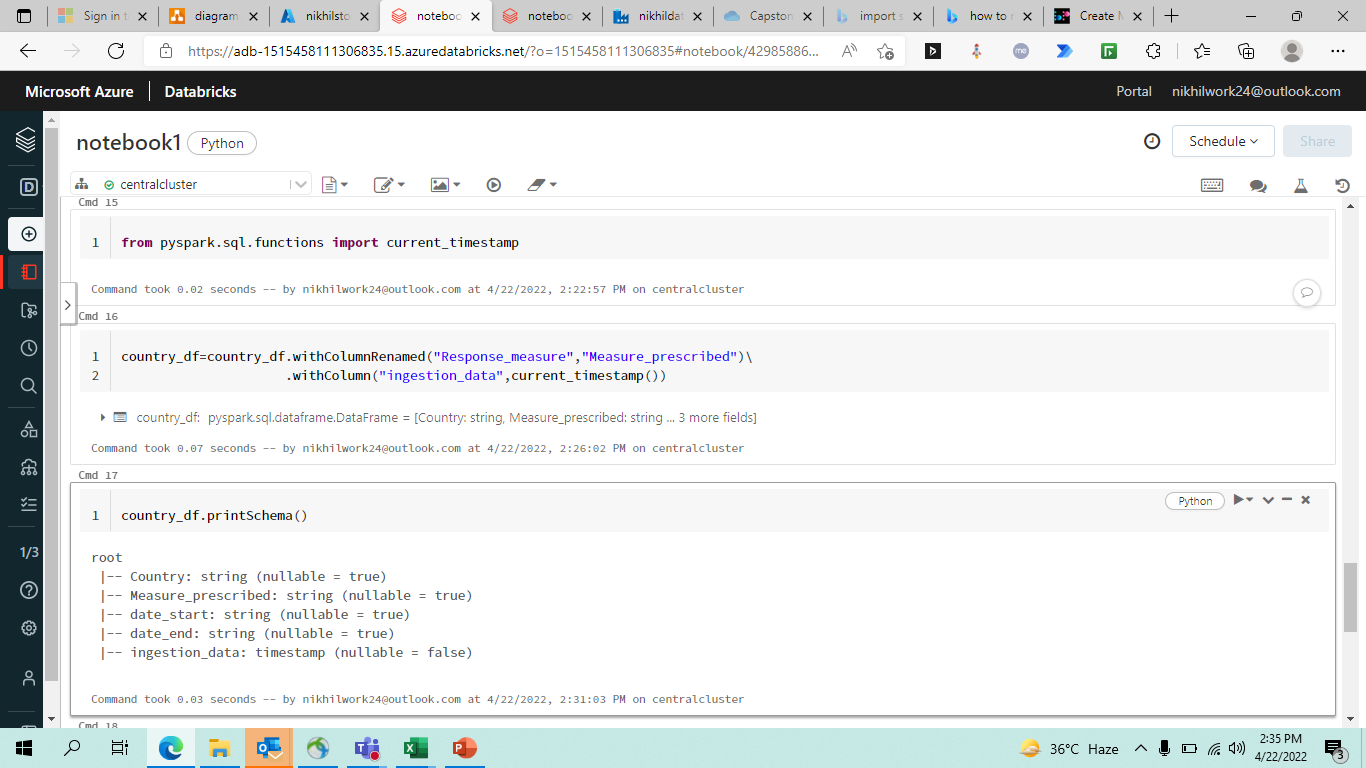 Sign in t
diagram
nikhilsto
noteboo
notebo
nikhildat
Capston
import s
how to r
Create M
https://adb-1515458111306835.15.azuredatabricks.net/?o=1515458111306835#notebook/42985886...
Microsoft Azure Databricks
Portal nikhilwork24@outlook.com
notebook1 Python
Schedule Share
centralcluster
Cmd 15
1 from pyspark.sql.functions import current_timestamp
Command took 0.02 seconds -- by nikhilwork24@outlook.com at 4/22/2022, 2:22:57 PM on centralcluster
Cmd 16
1 country_df=country_df.withColumnRenamed("Response_measure","Measure_prescribed")\
2 .withColumn("ingestion_data",current_timestamp())
country_df: pyspark.sql.dataframe.DataFrame = [Country: string, Measure_prescribed: string ... 3 more fields]
Command took 0.07 seconds -- by nikhilwork24@outlook.com at 4/22/2022, 2:26:02 PM on centralcluster
Cmd 17
Python
1 country_df.printSchema()
root
|-- Country: string (nullable = true)
|-- Measure_prescribed: string (nullable = true)
|-- date_start: string (nullable = true)
|-- date_end: string (nullable = true)
|-- ingestion_data: timestamp (nullable = false)
Command took 0.03 seconds -- by nikhilwork24@outlook.com at 4/22/2022, 2:31:03 PM on centralcluster
Cmd 18
1/3
36°C Haze
2:35 PM
4/22/2022
3